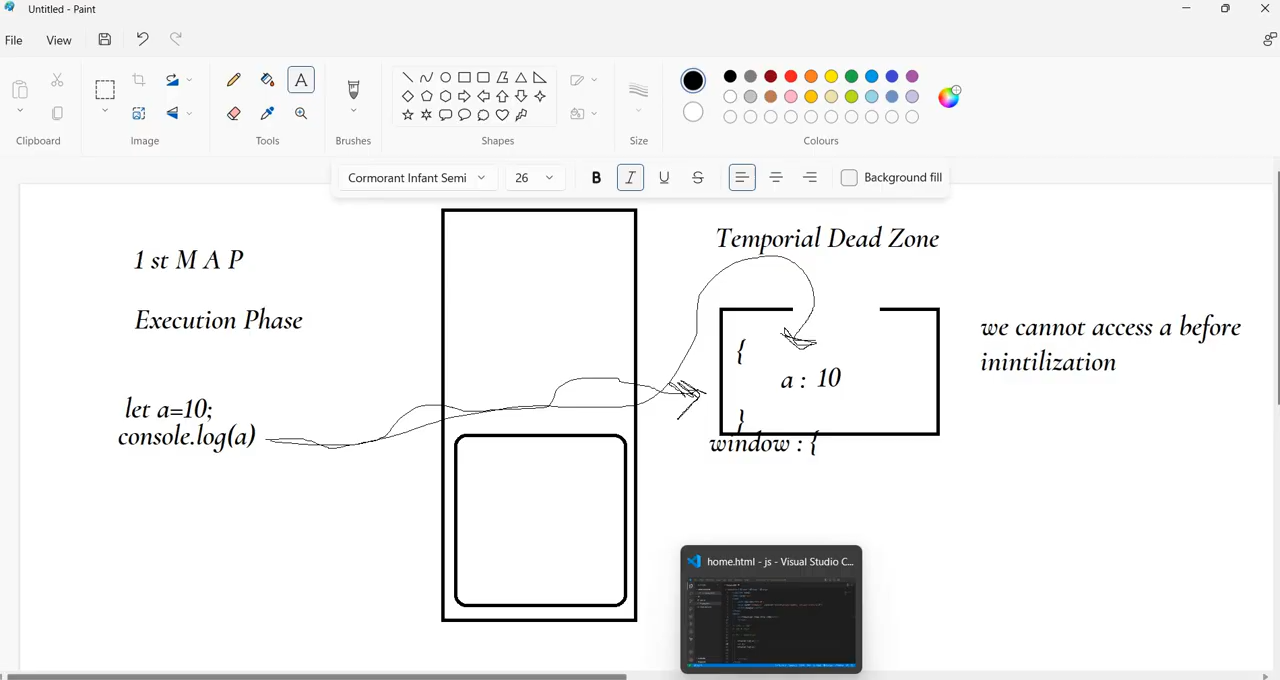 Untitled - Paint
File
View
Clipboard
Image
Tools
Brushes
Shapes
Size
Colours
Cormorant Infant Semi
26
B
I
U
S
Background fill
1 st M A P
Execution Phase
let a=10;
console.log(a)
Temporial Dead Zone
{
a : 10
}
window : {
we cannot access a before
inintilization
home.html - js - Visual Studio C...